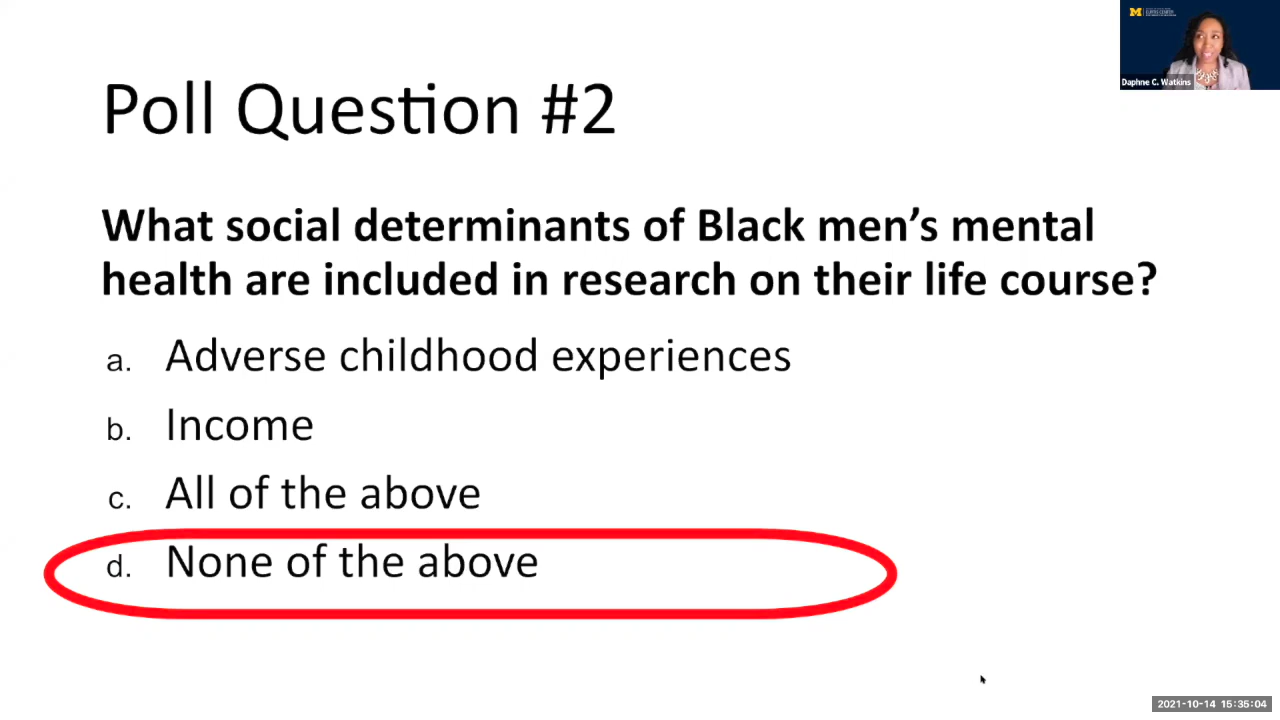 Poll Question #2
What social determinants of Black men’s mental
health are included in research on their life course?
a. Adverse childhood experiences
b. Income
c. All of the above
d. None of the above
M
Daphne C. Watkins
2021-10-14 15:35:04